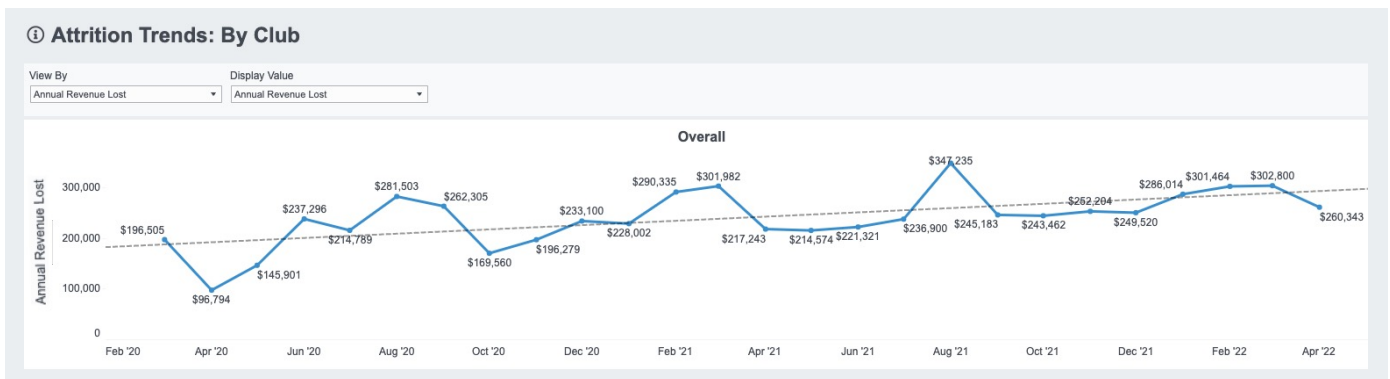 Attrition Trends: By Club
View By
Display Value
Annual Revenue Lost
Annual Revenue Lost
Overall
Annual Revenue Lost
300,000
200,000
100,000
0
$196,505
$96,794
$145,901
$237,296
$214,789
$281,503
$262,305
$169,560
$196,279
$233,100
$228,002
$290,335
$301,982
$217,243
$214,574
$221,321
$236,900
$347,235
$245,183
$243,462
$252,204
$249,520
$286,014
$301,464
$302,800
$260,343
Feb '20
Apr '20
Jun '20
Aug '20
Oct '20
Dec '20
Feb '21
Apr '21
Jun '21
Aug '21
Oct '21
Dec '21
Feb '22
Apr '22